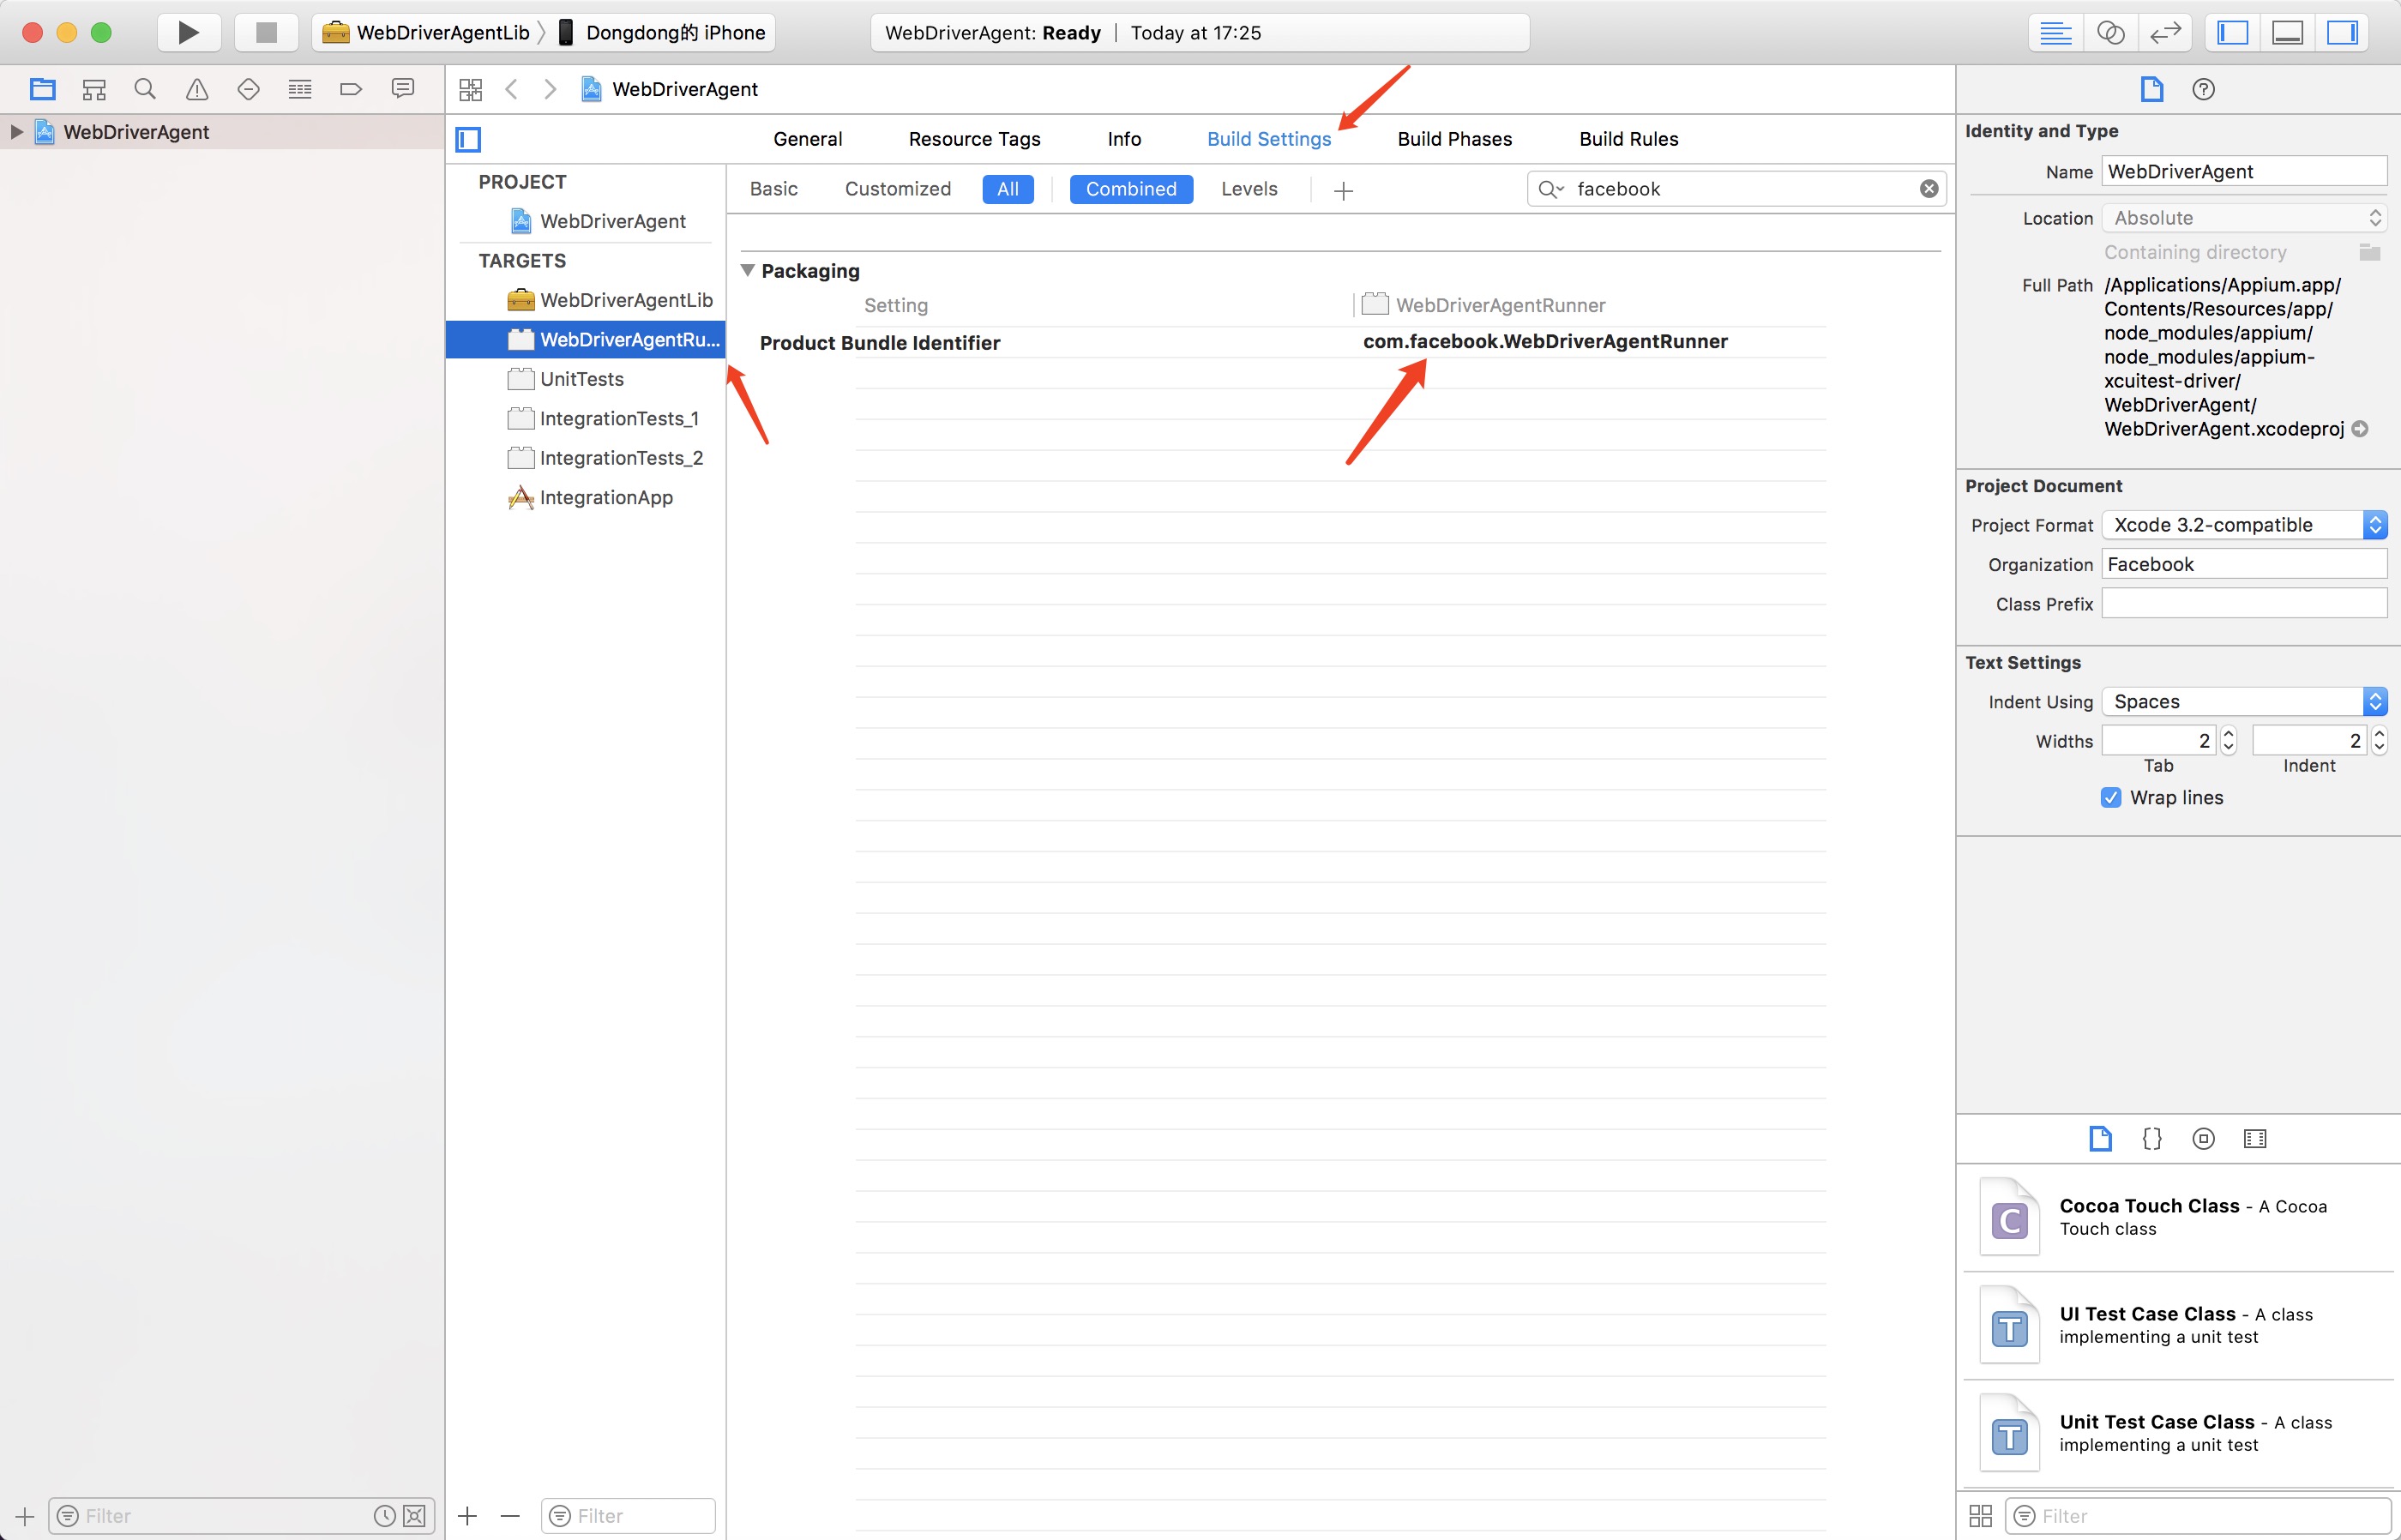 WebDriverAgentLib 〉 Dongdong的 iPhone
WebDriverAgent: Ready | Today at 17:25
WebDriverAgent
WebDriverAgent
General
Resource Tags
Info
Build Settings
Build Phases
Build Rules
PROJECT
WebDriverAgent
TARGETS
WebDriverAgentLib
WebDriverAgentRu...
UnitTests
IntegrationTests_1
IntegrationTests_2
IntegrationApp
Basic
Customized
All
Combined
Levels
facebook
Packaging
Setting
WebDriverAgentRunner
Product Bundle Identifier
com.facebook.WebDriverAgentRunner
Identity and Type
Name WebDriverAgent
Location Absolute
Containing directory
Full Path /Applications/Appium.app/
Contents/Resources/app/
node_modules/appium/
node_modules/appium-
xcuitest-driver/
WebDriverAgent/
WebDriverAgent.xcodeproj
Project Document
Project Format Xcode 3.2-compatible
Organization Facebook
Class Prefix
Text Settings
Indent Using Spaces
Widths 2 2
Tab Indent
Wrap lines
{}
C
Cocoa Touch Class - A Cocoa
Touch class
T
UI Test Case Class - A class
implementing a unit test
T
Unit Test Case Class - A class
implementing a unit test
Filter
Filter
Filter